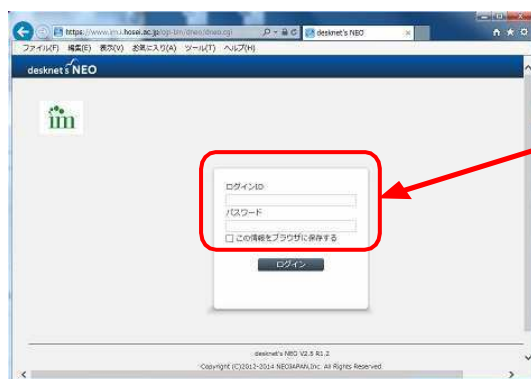 https://www.im.i.hosei.ac.jp/cgi-bin/dneo/dneo.cgi
desknet's NEO
ファイル(F) 編集(E) 表示(V) お気に入り(A) ツール(T) ヘルプ(H)
desknet's NEO
im
ログインID
パスワード
この情報をブラウザに保存する
ログイン
desknet's NEO V2.5 R1.2
Copyright (C)2012-2014 NEOJAPAN,Inc. All Rights Reserved